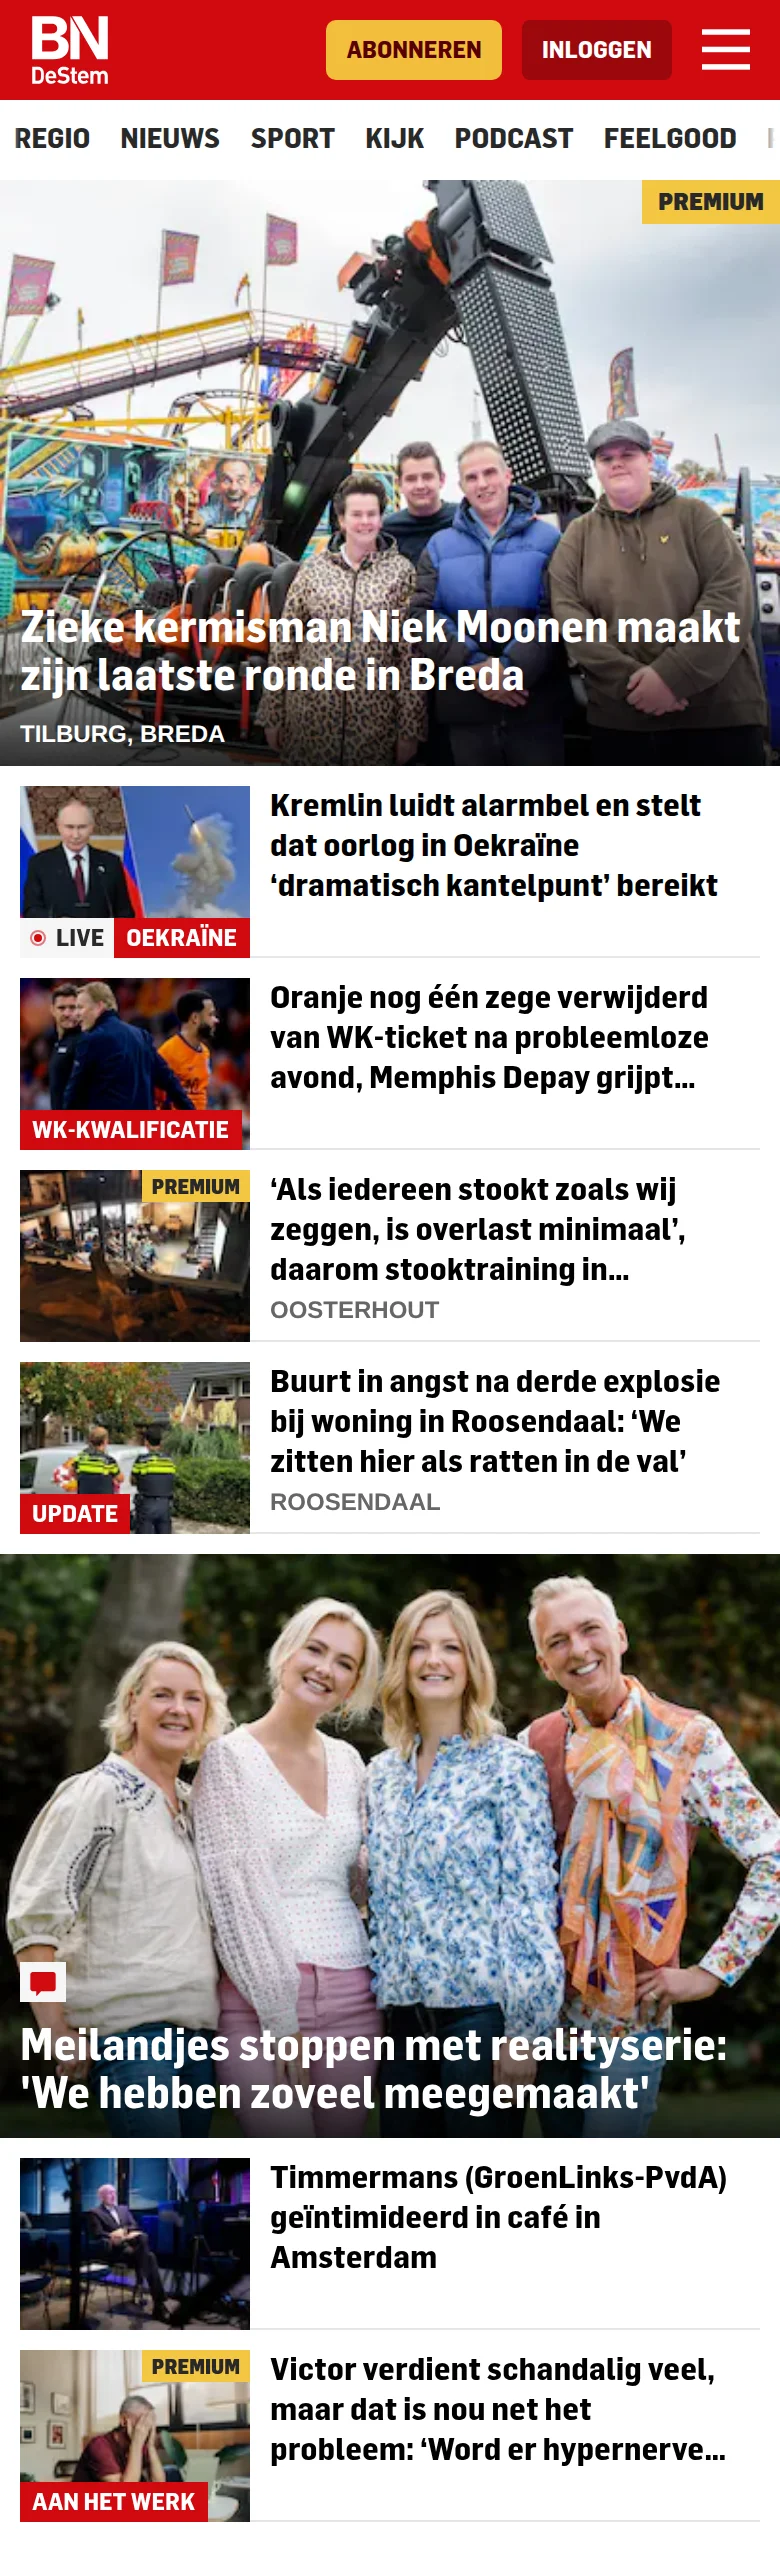 BN
DeStem
ABONNEREN
INLOGGEN
REGIO NIEUWS SPORT KIJK PODCAST FEELGOOD
PREMIUM
Zieke kermisman Niek Moonen maakt
zijn laatste ronde in Breda
TILBURG, BREDA
Kremlin luidt alarmbel en stelt
dat oorlog in Oekraïne
‘dramatisch kantelpunt’ bereikt
LIVE OEKRAÏNE
Oranje nog één zege verwijderd
van WK-ticket na probleemloze
avond, Memphis Depay grijpt...
WK-KWALIFICATIE
PREMIUM
‘Als iedereen stookt zoals wij
zeggen, is overlast minimaal’,
daarom stooktraining in...
OOSTERHOUT
Buurt in angst na derde explosie
bij woning in Roosendaal: ‘We
zitten hier als ratten in de val’
ROOSENDAAL
UPDATE
Meilandjes stoppen met realityserie:
'We hebben zoveel meegemaakt'
Timmermans (GroenLinks-PvdA)
geïntimideerd in café in
Amsterdam
PREMIUM
Victor verdient schandalig veel,
maar dat is nou net het
probleem: ‘Word er hypernerve...
AAN HET WERK